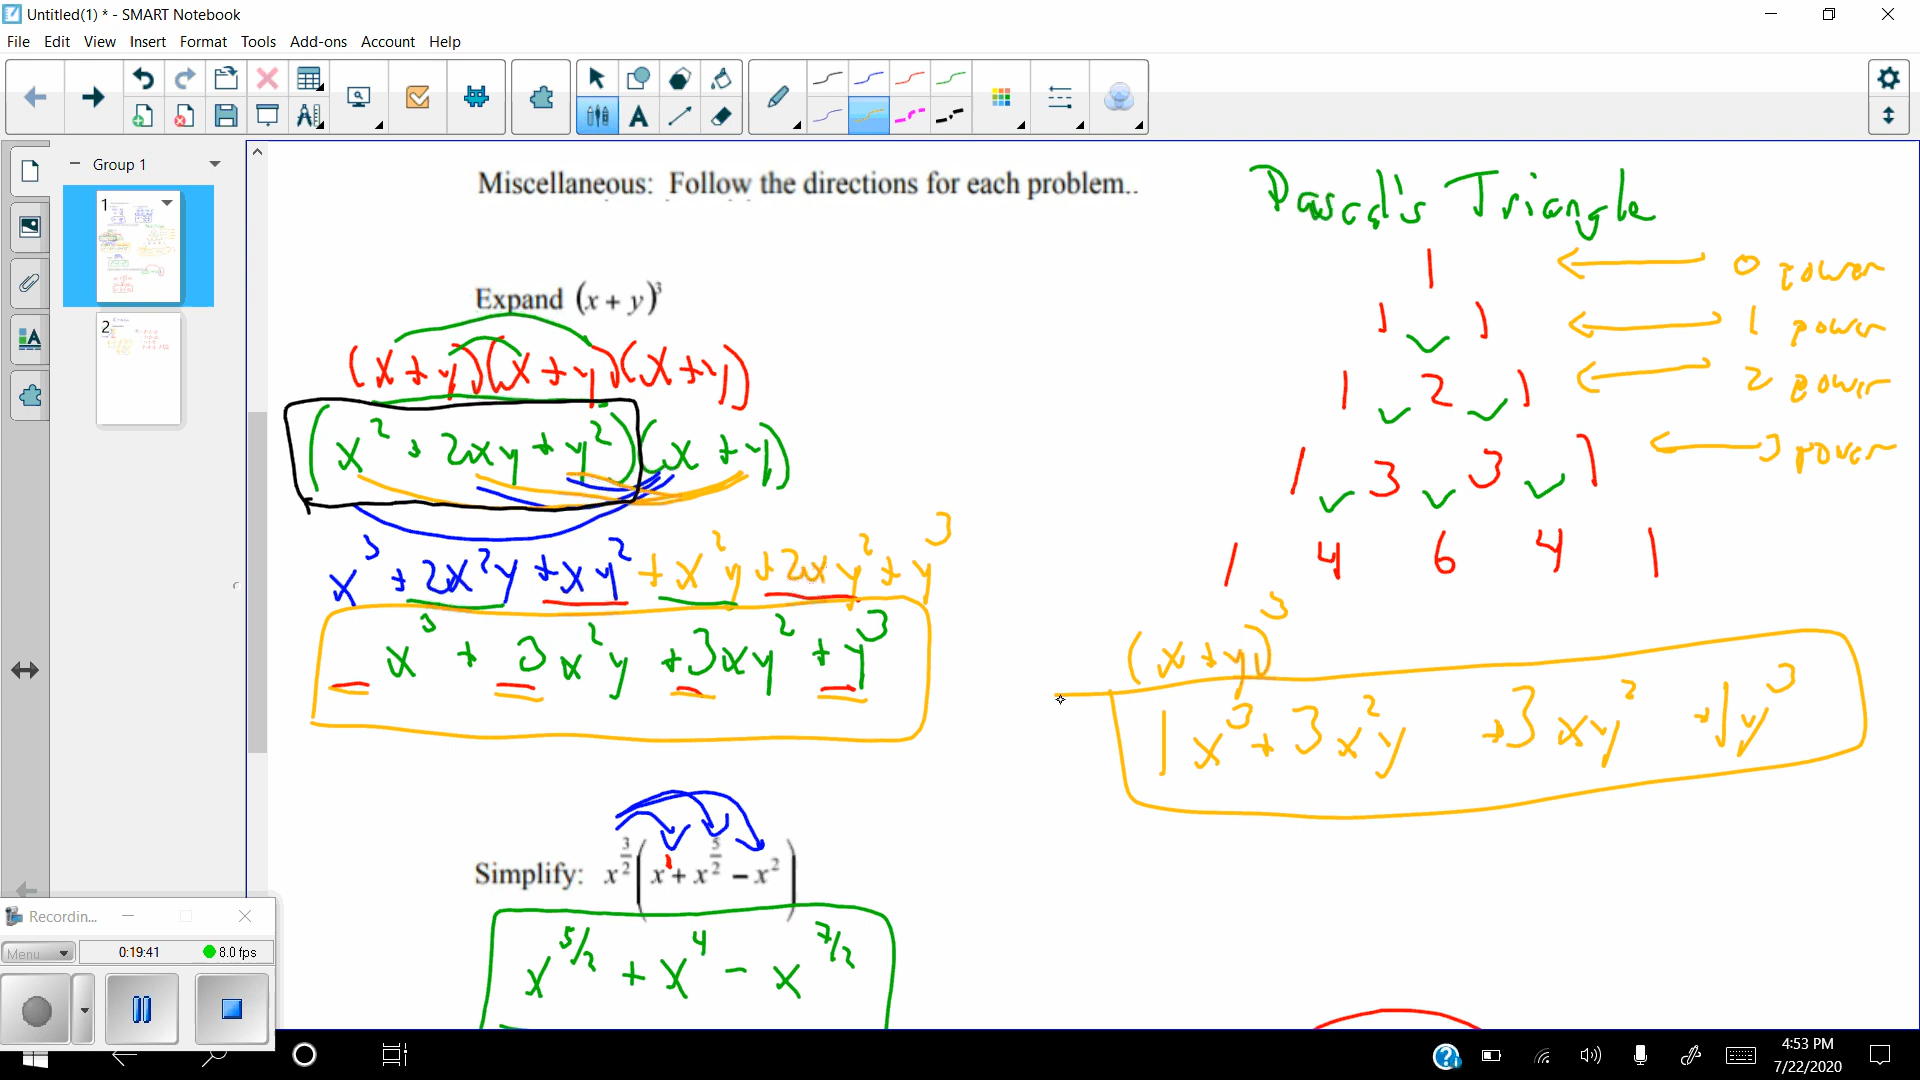 Untitled(1) * - SMART Notebook
File Edit View Insert Format Tools Add-ons Account Help
Group 1
1
2
Miscellaneous: Follow the directions for each problem..
Expand (x + y)³
(x+y)(x+y)(x+y)
(x² + 2xy + y²)(x + y)
x³ + 2x²y + xy² + x²y + 2xy² + y³
x³ + 3x²y + 3xy² + y³
Pascal's Triangle
1 ← 0 power
1 1 ← 1 power
1 2 1 ← 2 power
1 3 3 1 ← 3 power
1 4 6 4 1
(x+y)³
1x³ + 3x²y + 3xy² + 1y³
Simplify: x^(3/2)(x¹ + x^(5/2) − x²)
x^(5/2) + x⁴ − x^(7/2)
Recordin...
Menu 0:19:41 8.0 fps
4:53 PM
7/22/2020